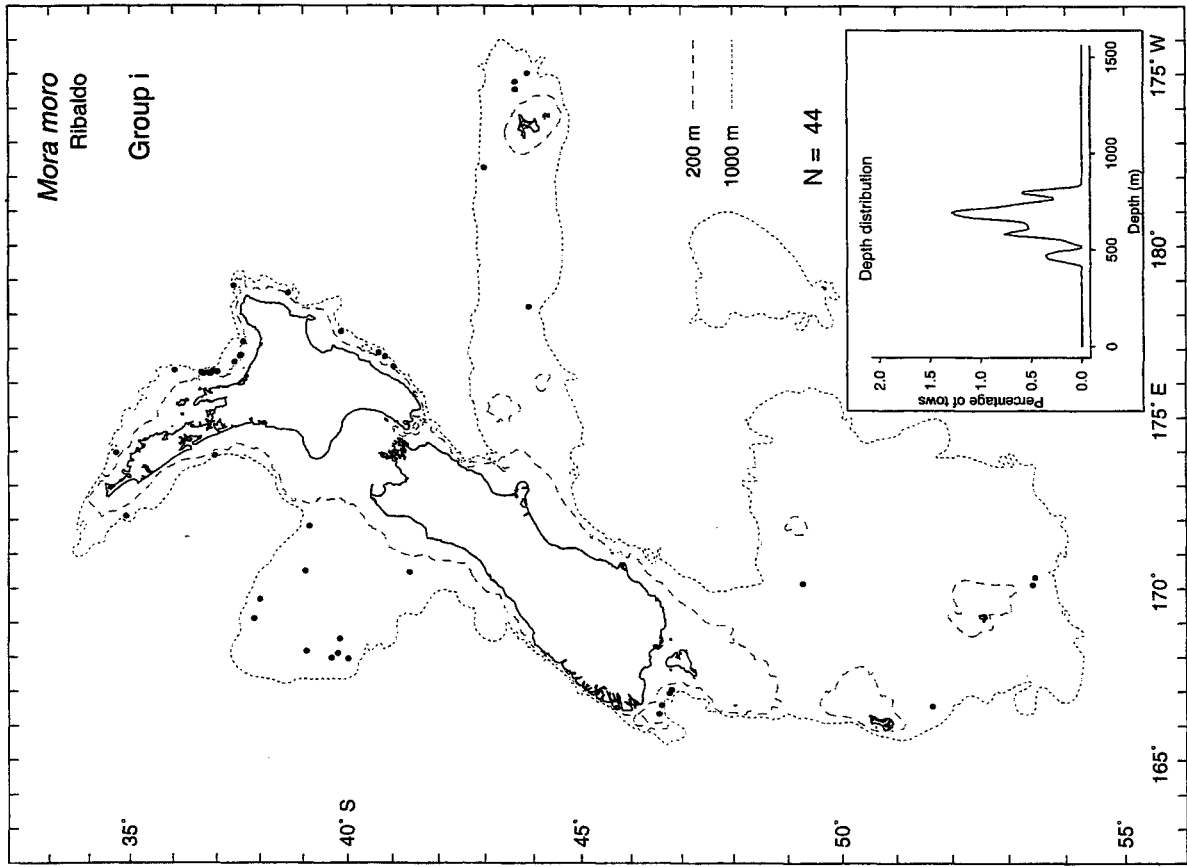 Mora moro
Ribaldo
Group i
200 m
1000 m
N = 44
Depth distribution
Percentage of tows
2.0
1.5
1.0
0.5
0.0
0
500
1000
1500
Depth (m)
35°
40° S
45°
50°
55°
165°
170°
175° E
180°
175° W